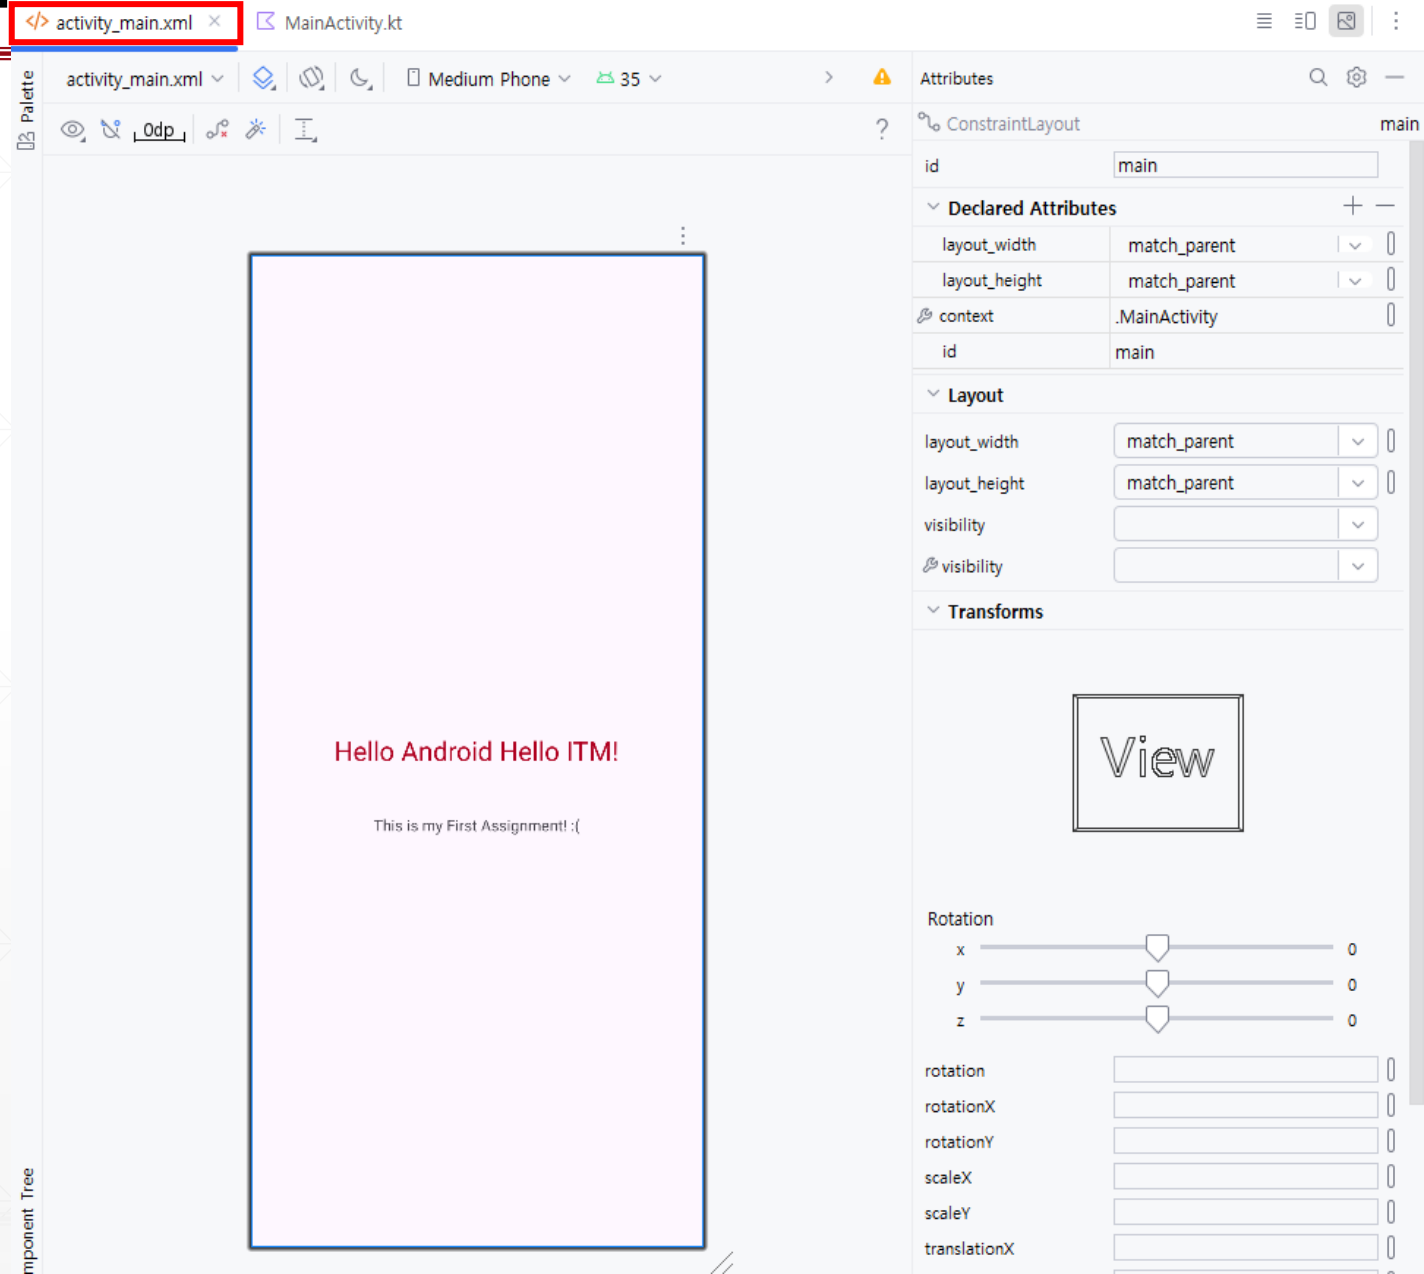 activity_main.xml
MainActivity.kt
Palette
activity_main.xml
Medium Phone
35
0dp
?
Hello Android Hello ITM!
This is my First Assignment! :(
mponent Tree
Attributes
ConstraintLayout main
id main
Declared Attributes
layout_width match_parent
layout_height match_parent
context .MainActivity
id main
Layout
layout_width match_parent
layout_height match_parent
visibility
visibility
Transforms
View
Rotation
x 0
y 0
z 0
rotation
rotationX
rotationY
scaleX
scaleY
translationX